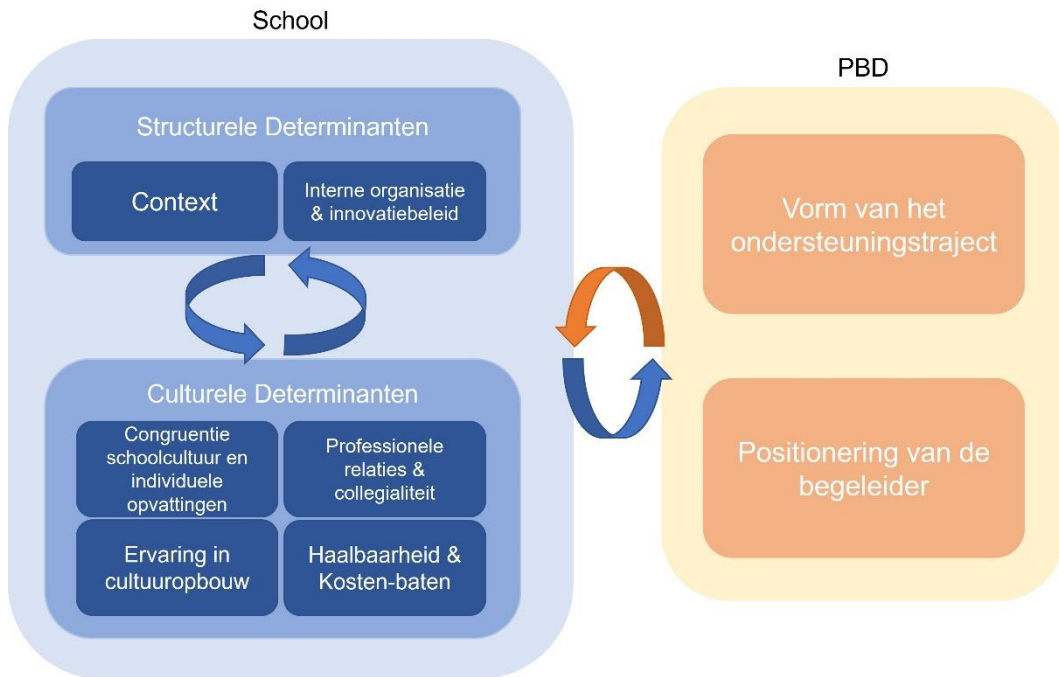 School
Structurele Determinanten
Context
Interne organisatie
& innovatiebeleid
Culturele Determinanten
Congruentie
schoolcultuur en
individuele
opvattingen
Professionele
relaties &
collegialiteit
Ervaring in
cultuuropbouw
Haalbaarheid &
Kosten-baten
PBD
Vorm van het
ondersteuningstraject
Positionering van de
begeleider